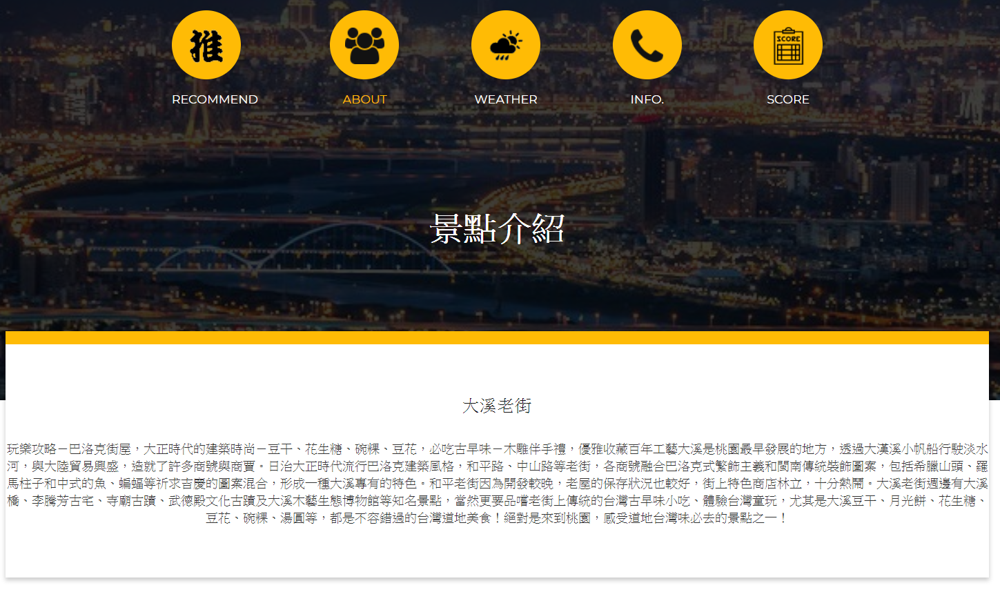 推
SCORE
RECOMMEND
ABOUT
WEATHER
INFO.
SCORE
景點介紹
大溪老街
玩樂攻略－巴洛克街屋，大正時代的建築時尚－豆干、花生糖、碗粿、豆花，必吃古早味－木雕伴手禮，優雅收藏百年工藝大溪是桃園最早發展的地方，透過大漢溪小帆船行駛淡水
河，與大陸貿易興盛，造就了許多商號與商賈。日治大正時代流行巴洛克建築風格，和平路、中山路等老街，各商號融合巴洛克式繁飾主義和閩南傳統裝飾圖案，包括希臘山頭、羅
馬柱子和中式的魚、蝙蝠等祈求吉慶的圖案混合，形成一種大溪專有的特色。和平老街因為開發較晚，老屋的保存狀況也較好，街上特色商店林立，十分熱鬧。大溪老街週邊有大溪
橋、李騰芳古宅、寺廟古蹟、武德殿文化古蹟及大溪木藝生態博物館等知名景點，當然更要品嚐老街上傳統的台灣古早味小吃、體驗台灣童玩，尤其是大溪豆干、月光餅、花生糖、
豆花、碗粿、湯圓等，都是不容錯過的台灣道地美食！絕對是來到桃園，感受道地台灣味必去的景點之一！